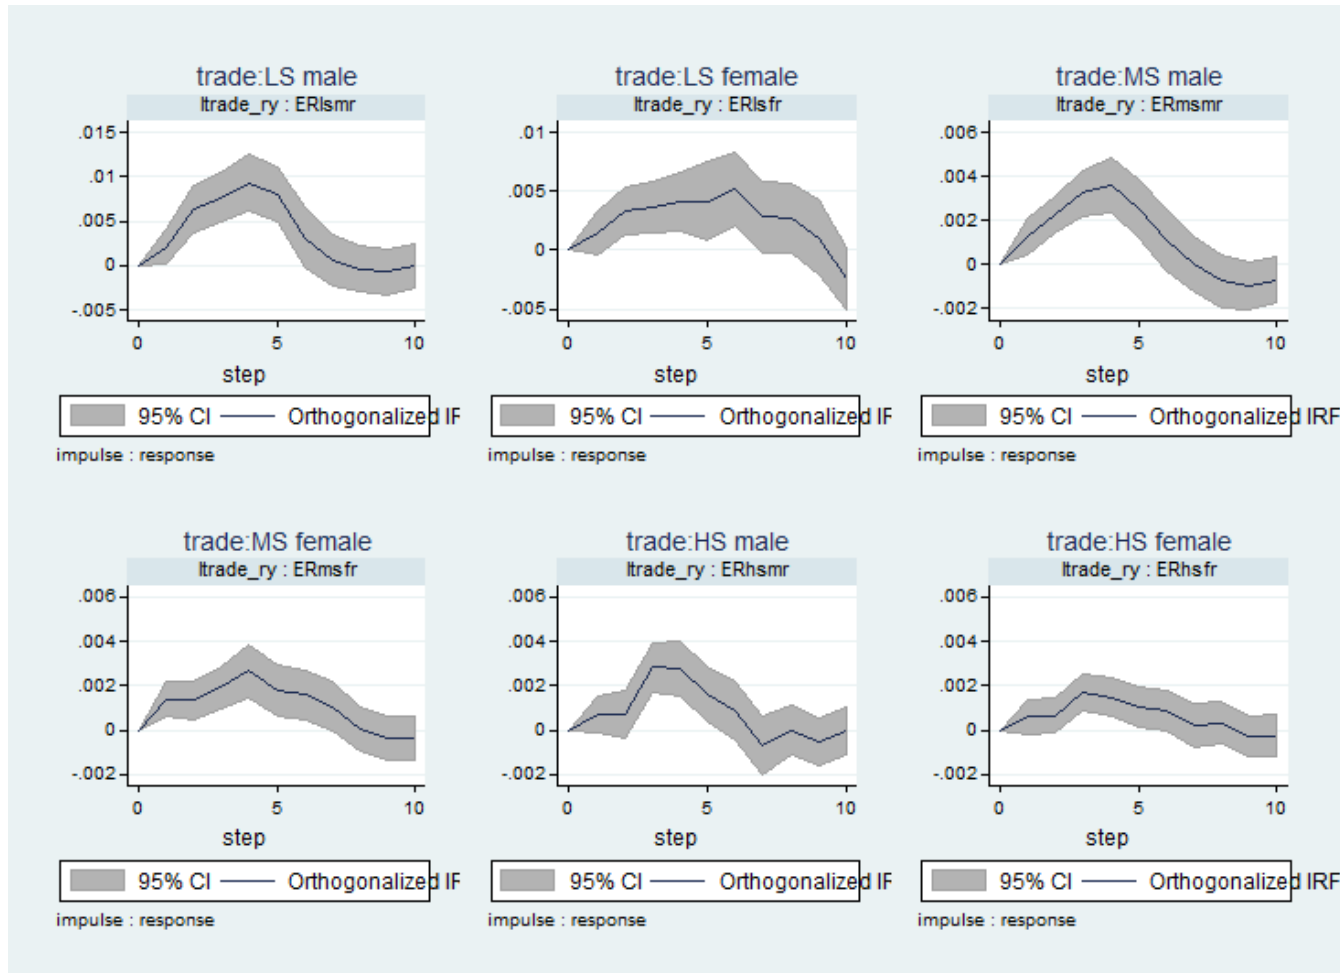 trade:LS male
ltrade_ry : ERlsmr
.015
.01
.005
0
-.005
0 5 10
step
95% CI Orthogonalized IF
impulse : response
trade:LS female
ltrade_ry : ERlsfr
.01
.005
0
-.005
0 5 10
step
95% CI Orthogonalized IF
impulse : response
trade:MS male
ltrade_ry : ERmsmr
.006
.004
.002
0
-.002
0 5 10
step
95% CI Orthogonalized IRF
impulse : response
trade:MS female
ltrade_ry : ERmsfr
.006
.004
.002
0
-.002
0 5 10
step
95% CI Orthogonalized IF
impulse : response
trade:HS male
ltrade_ry : ERhsmr
.006
.004
.002
0
-.002
0 5 10
step
95% CI Orthogonalized IF
impulse : response
trade:HS female
ltrade_ry : ERhsfr
.006
.004
.002
0
-.002
0 5 10
step
95% CI Orthogonalized IRF
impulse : response